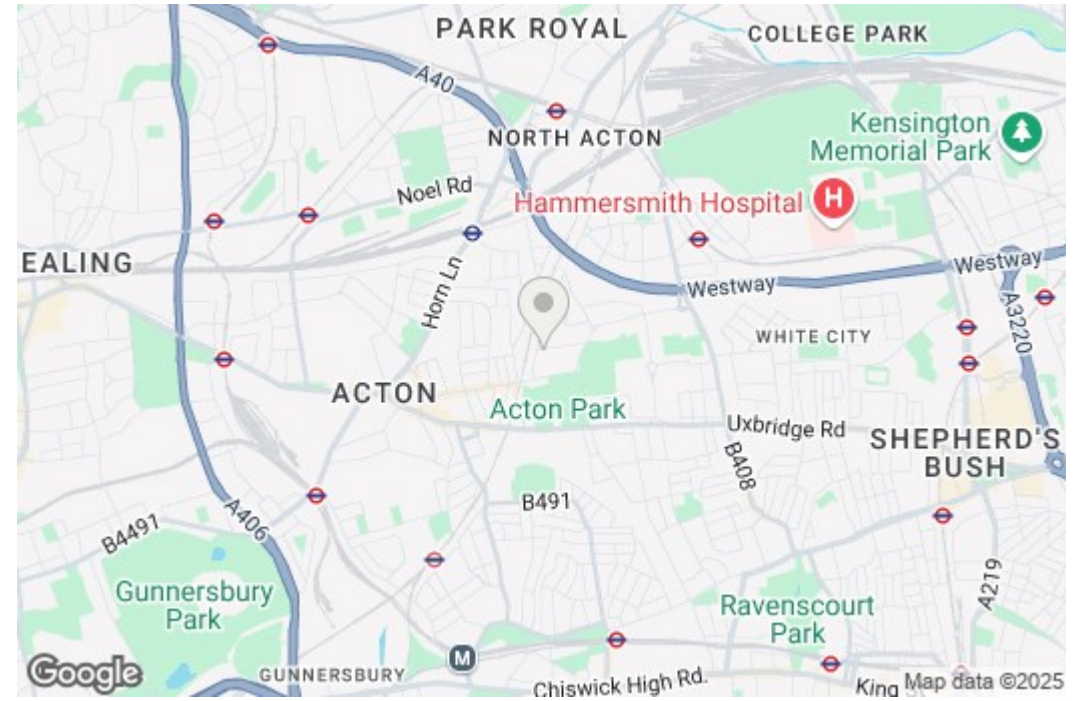 PARK ROYAL
COLLEGE PARK
A40
NORTH ACTON
Kensington
Memorial Park
Noel Rd
Hammersmith Hospital
H
EALING
Westway
Westway
Horn Ln
A3220
WHITE CITY
ACTON
Acton Park
Uxbridge Rd
SHEPHERD'S
BUSH
B408
B491
A406
B4491
Gunnersbury
Park
A219
Ravenscourt
Park
M
GUNNERSBURY
Chiswick High Rd.
King
Google
Map data ©2025